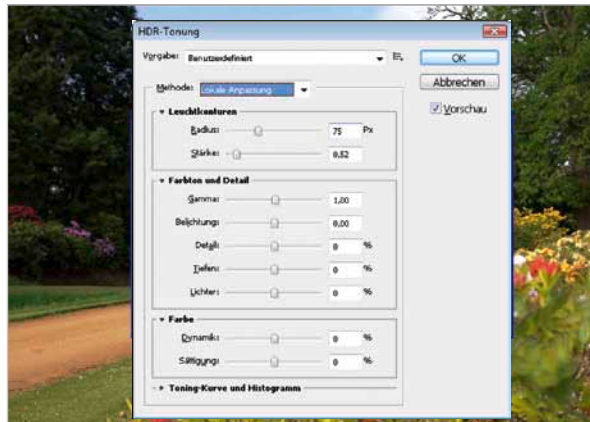 HDR-Tonung
Vorgabe: Benutzerdefiniert
OK
Abbrechen
Vorschau
Methode: Lokale Anpassung
Leuchtkonturen
Radius: 75 Px
Stärke: 0,52
Farbton und Detail
Gamma: 1,00
Belichtung: 0,00
Detail: 0 %
Tiefen: 0 %
Lichter: 0 %
Farbe
Dynamik: 0 %
Sättigung: 0 %
Toning-Kurve und Histogramm